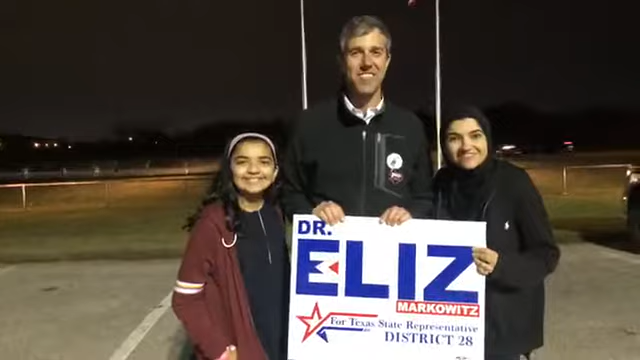 DR.
ELIZ
MARKOWITZ
For Texas State Representative
DISTRICT 28